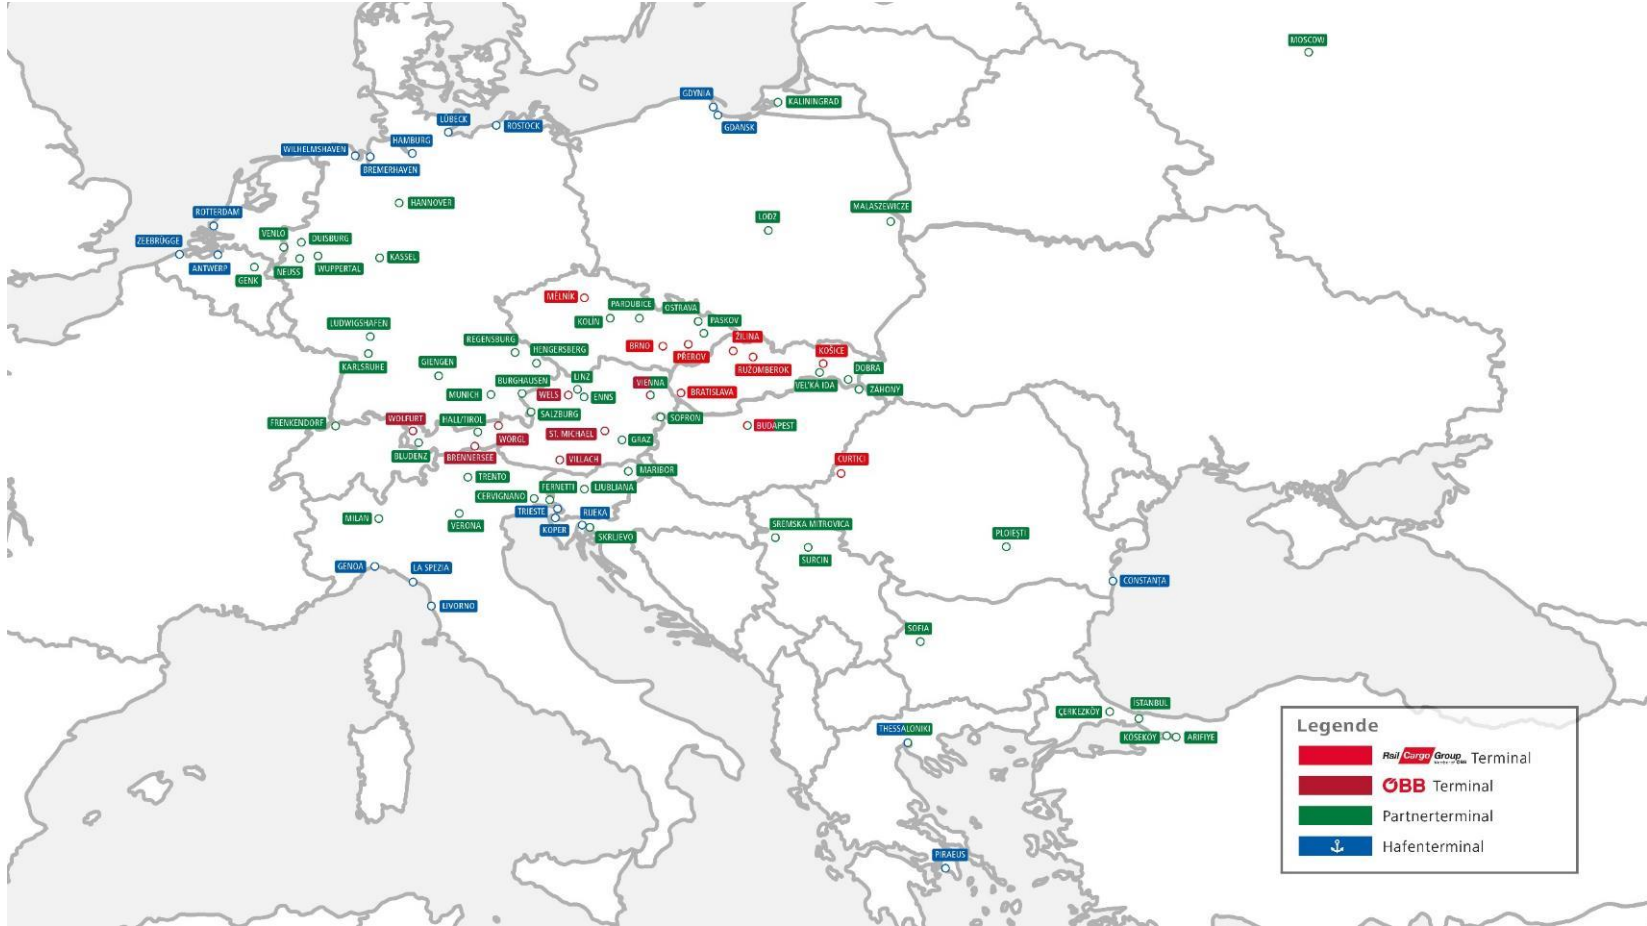 MOSCOW
GDYNIA
KALININGRAD
GDANSK
LÜBECK
ROSTOCK
HAMBURG
WILHELMSHAVEN
BREMERHAVEN
HANNOVER
MALASZEWICZE
ROTTERDAM
LODZ
VENLO
DUISBURG
ZEEBRÜGGE
KASSEL
ANTWERP
NEUSS
WUPPERTAL
GENK
MĚLNÍK
PARDUBICE
OSTRAVA
KOLÍN
PASKOV
LUDWIGSHAFEN
REGENSBURG
ŽILINA
BRNO
HENGERSBERG
PŘEROV
KOŠICE
KARLSRUHE
GIENGEN
RUŽOMBEROK
DOBRA
BURGHAUSEN
LINZ
VIENNA
VEL'KÁ IDA
ZÁHONY
MUNICH
WELS
ENNS
BRATISLAVA
SALZBURG
FRENKENDORF
WOLFURT
HALL/TIROL
SOPRON
BUDAPEST
WÖRGL
ST. MICHAEL
GRAZ
BLUDENZ
BRENNERSEE
VILLACH
CURTICI
TRENTO
MARIBOR
FERNETTI
LJUBLJANA
CERVIGNANO
TRIESTE
RIJEKA
MILAN
VERONA
KOPER
SKRLJEVO
SREMSKA MITROVICA
SURCIN
PLOIEȘTI
GENOA
LA SPEZIA
CONSTANȚA
LIVORNO
SOFIA
ÇERKEZKÖY
ISTANBUL
THESSALONIKI
KÖSEKÖY
ARIFIYE
PIRAEUS
Legende
Rail Cargo Group Terminal
ÖBB Terminal
Partnerterminal
Hafenterminal